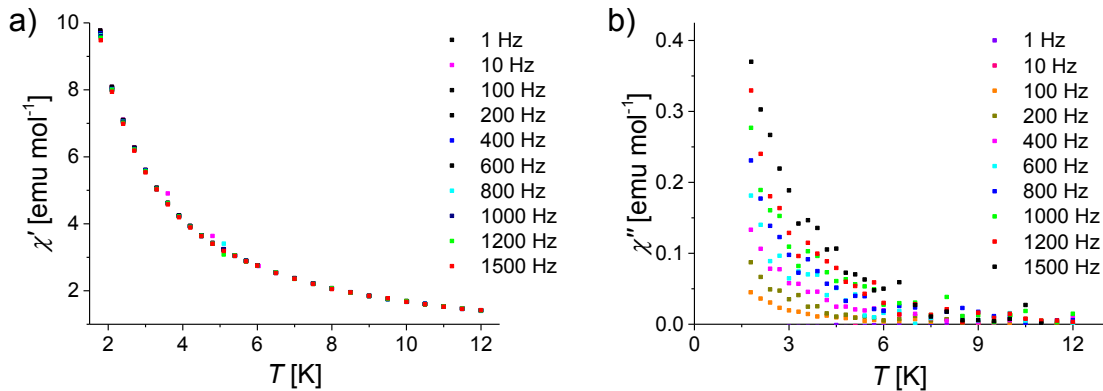 a)
χ′ [emu mol⁻¹]
10
8
6
4
2
2
4
6
8
10
12
T [K]
1 Hz
10 Hz
100 Hz
200 Hz
400 Hz
600 Hz
800 Hz
1000 Hz
1200 Hz
1500 Hz
b)
χ″ [emu mol⁻¹]
0.4
0.3
0.2
0.1
0.0
0
3
6
9
12
T [K]
1 Hz
10 Hz
100 Hz
200 Hz
400 Hz
600 Hz
800 Hz
1000 Hz
1200 Hz
1500 Hz